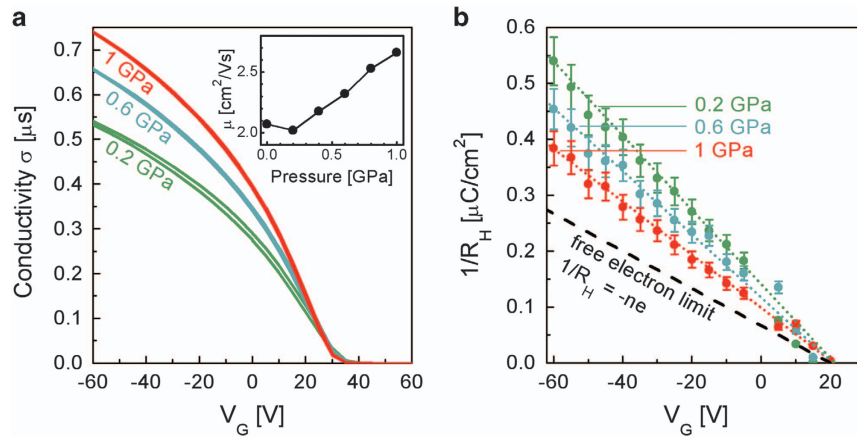 a
Conductivity σ [μs]
0.7
0.6
0.5
0.4
0.3
0.2
0.1
0.0
-60 -40 -20 0 20 40 60
V_G [V]
1 GPa
0.6 GPa
0.2 GPa
μ [cm²/Vs]
2.5
2.0
0.0 0.5 1.0
Pressure [GPa]
b
1/R_H [μC/cm²]
0.6
0.5
0.4
0.3
0.2
0.1
0.0
-60 -40 -20 0 20
V_G [V]
0.2 GPa
0.6 GPa
1 GPa
free electron limit
1/R_H = -ne